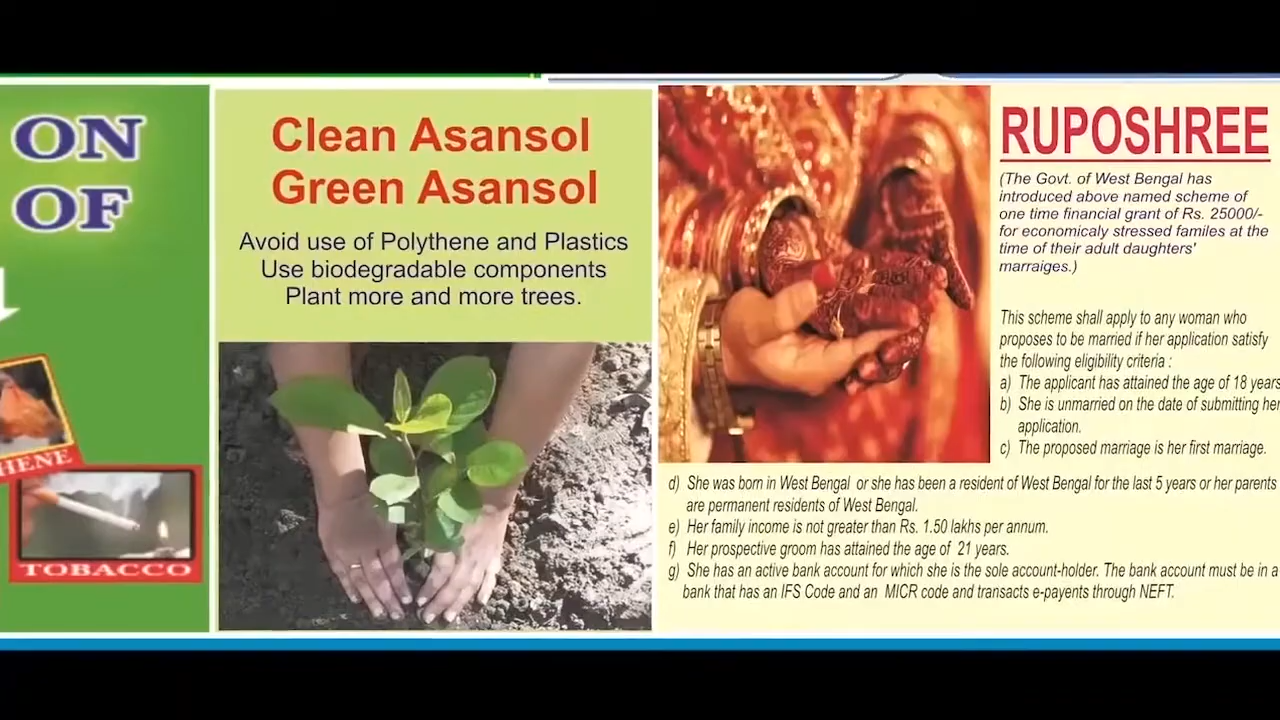 ON
OF
HENE
TOBACCO
Clean Asansol
Green Asansol
Avoid use of Polythene and Plastics
Use biodegradable components
Plant more and more trees.
RUPOSHREE
(The Govt. of West Bengal has
introduced above named scheme of
one time financial grant of Rs. 25000/-
for economicaly stressed familes at the
time of their adult daughters'
marraiges.)
This scheme shall apply to any woman who
proposes to be married if her application satisfy
the following eligibility criteria :
a) The applicant has attained the age of 18 years
b) She is unmarried on the date of submitting her
application.
c) The proposed marriage is her first marriage.
d) She was born in West Bengal or she has been a resident of West Bengal for the last 5 years or her parents
are permanent residents of West Bengal.
e) Her family income is not greater than Rs. 1.50 lakhs per annum.
f) Her prospective groom has attained the age of 21 years.
g) She has an active bank account for which she is the sole account-holder. The bank account must be in a
bank that has an IFS Code and an MICR code and transacts e-payents through NEFT.